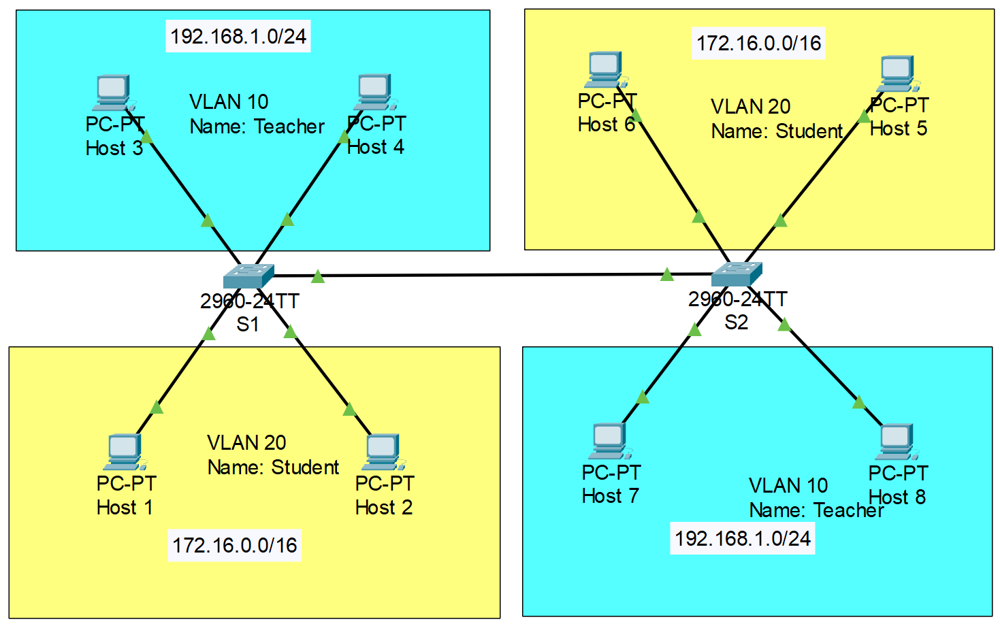 192.168.1.0/24
VLAN 10
Name: Teacher
PC-PT
Host 3
PC-PT
Host 4
172.16.0.0/16
VLAN 20
Name: Student
PC-PT
Host 6
PC-PT
Host 5
2960-24TT
S1
2960-24TT
S2
VLAN 20
Name: Student
PC-PT
Host 1
PC-PT
Host 2
172.16.0.0/16
PC-PT
Host 7
PC-PT
Host 8
VLAN 10
Name: Teacher
192.168.1.0/24